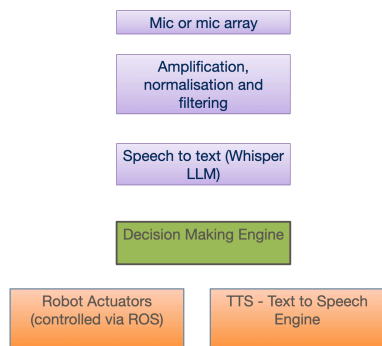 Mic or mic array
Amplification,
normalisation and
filtering
Speech to text (Whisper
LLM)
Decision Making Engine
Robot Actuators
(controlled via ROS)
TTS - Text to Speech
Engine